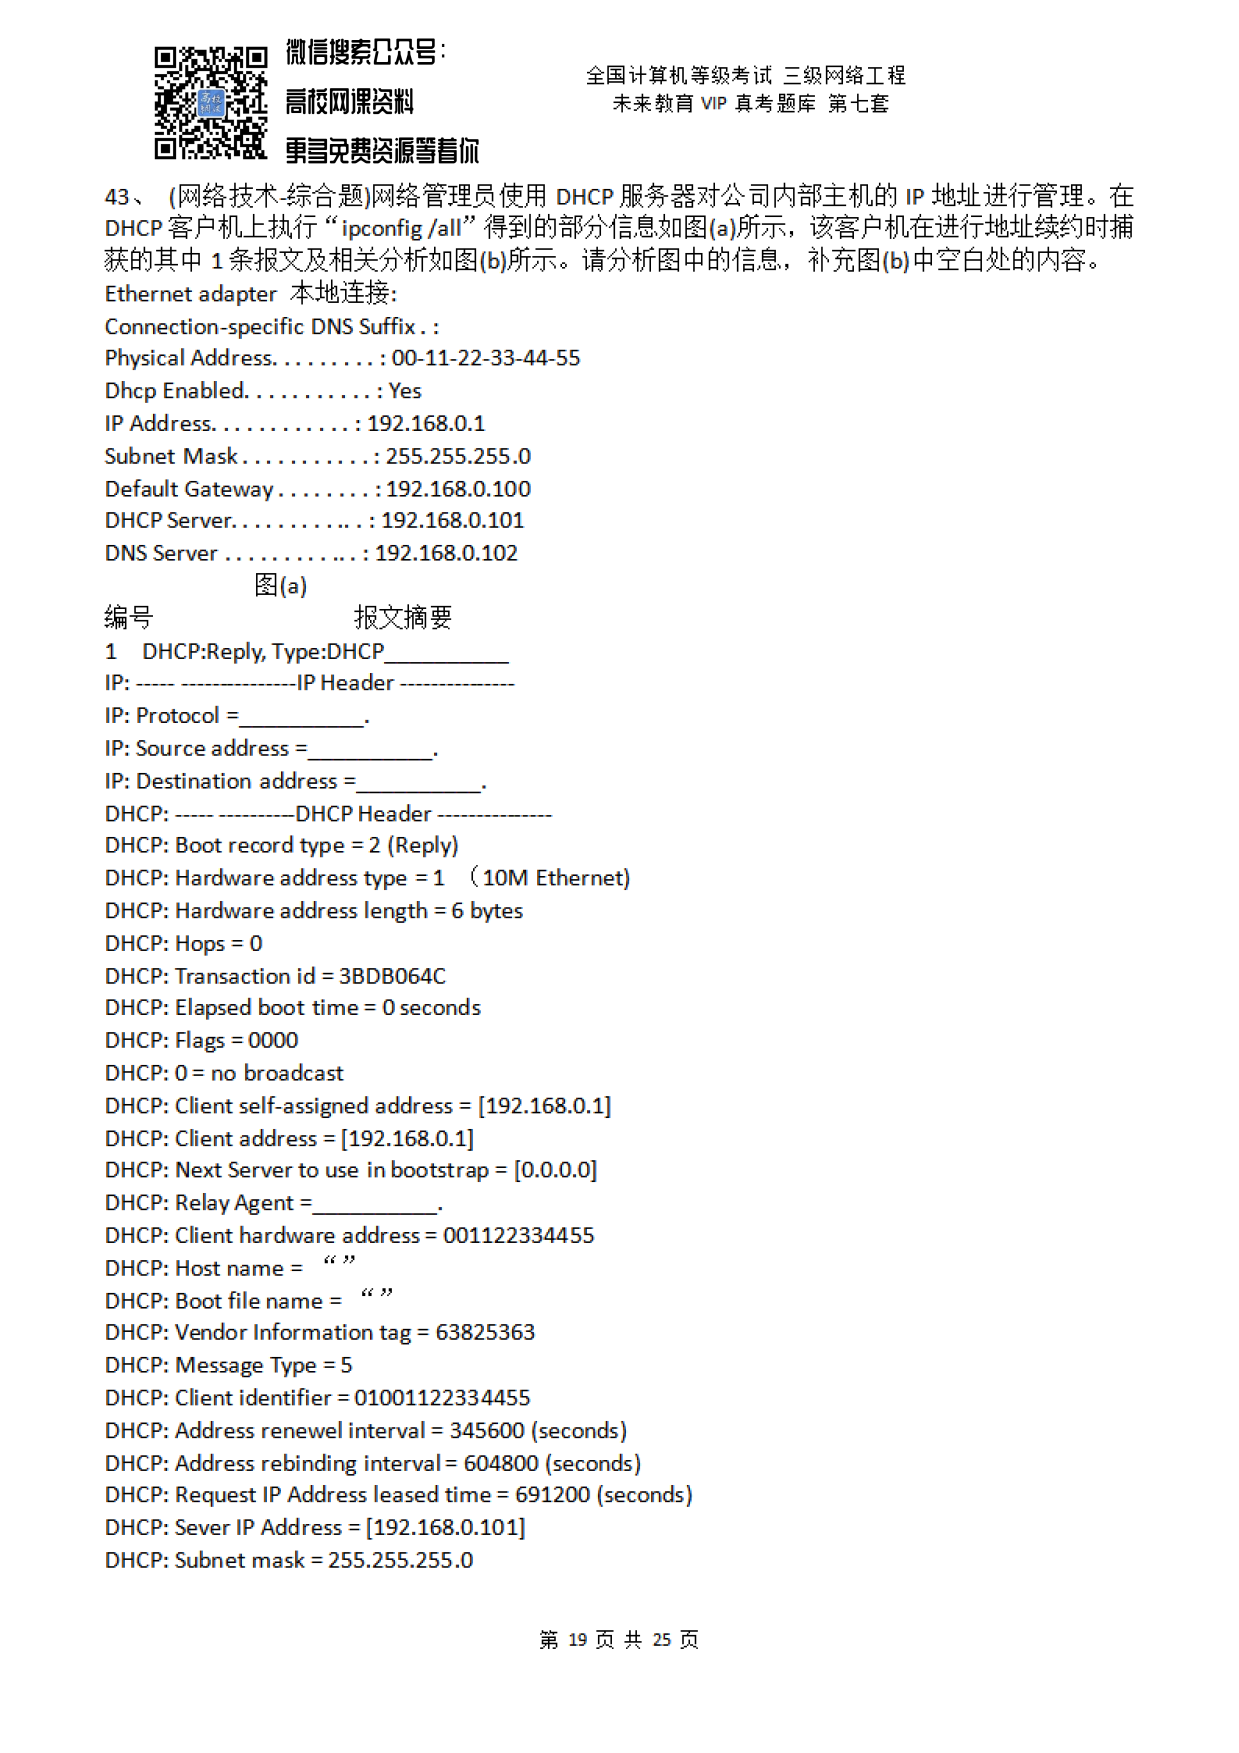 微信搜索公众号:
高校网课资料
更多免费资源等着你
全国计算机等级考试 三级网络工程
未来教育 VIP 真考题库 第七套
43、 (网络技术-综合题)网络管理员使用 DHCP 服务器对公司内部主机的 IP 地址进行管理。在
DHCP 客户机上执行“ipconfig /all”得到的部分信息如图(a)所示，该客户机在进行地址续约时捕
获的其中 1 条报文及相关分析如图(b)所示。请分析图中的信息，补充图(b)中空白处的内容。
Ethernet adapter 本地连接:
Connection-specific DNS Suffix . :
Physical Address. . . . . . . . . : 00-11-22-33-44-55
Dhcp Enabled. . . . . . . . . . . : Yes
IP Address. . . . . . . . . . . . : 192.168.0.1
Subnet Mask . . . . . . . . . . . : 255.255.255.0
Default Gateway . . . . . . . . : 192.168.0.100
DHCP Server. . . . . . . . . .. . : 192.168.0.101
DNS Server . . . . . . . . . .. . : 192.168.0.102
图(a)
编号 报文摘要
1 DHCP:Reply, Type:DHCP__________
IP: ----- ---------------IP Header ---------------
IP: Protocol =__________.
IP: Source address =__________.
IP: Destination address =__________.
DHCP: ----- ----------DHCP Header ---------------
DHCP: Boot record type = 2 (Reply)
DHCP: Hardware address type = 1 （10M Ethernet)
DHCP: Hardware address length = 6 bytes
DHCP: Hops = 0
DHCP: Transaction id = 3BDB064C
DHCP: Elapsed boot time = 0 seconds
DHCP: Flags = 0000
DHCP: 0 = no broadcast
DHCP: Client self-assigned address = [192.168.0.1]
DHCP: Client address = [192.168.0.1]
DHCP: Next Server to use in bootstrap = [0.0.0.0]
DHCP: Relay Agent =__________.
DHCP: Client hardware address = 001122334455
DHCP: Host name = “ ”
DHCP: Boot file name = “ ”
DHCP: Vendor Information tag = 63825363
DHCP: Message Type = 5
DHCP: Client identifier = 01001122334455
DHCP: Address renewel interval = 345600 (seconds)
DHCP: Address rebinding interval = 604800 (seconds)
DHCP: Request IP Address leased time = 691200 (seconds)
DHCP: Sever IP Address = [192.168.0.101]
DHCP: Subnet mask = 255.255.255.0
第 19 页 共 25 页